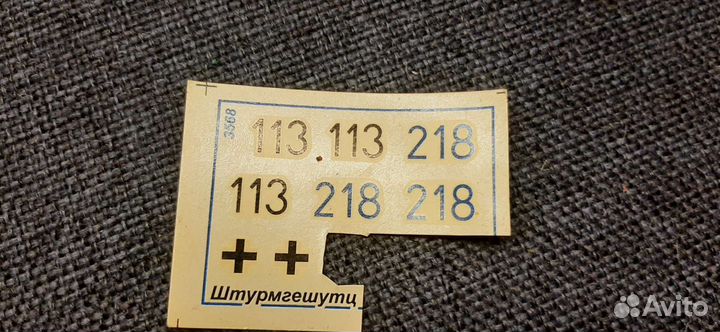 3568
113 113 218
113 218 218
Штурмгешутц
Avito